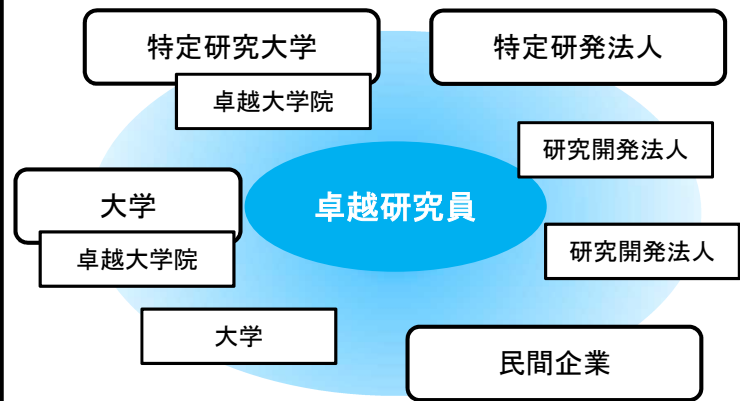 特定研究大学
特定研発法人
卓越大学院
研究開発法人
大学
卓越研究員
卓越大学院
研究開発法人
大学
民間企業